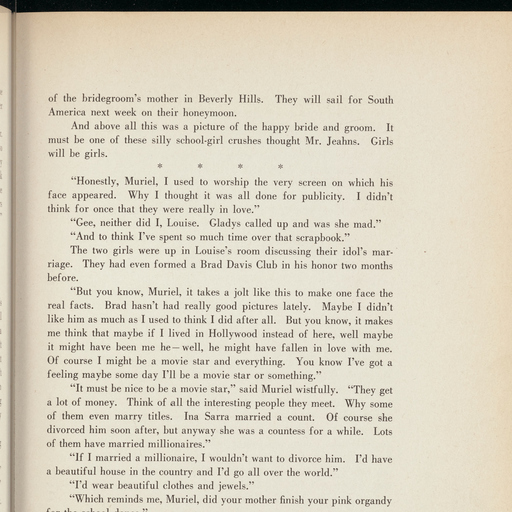 of the bridegroom's mother in Beverly Hills. They will sail for South
America next week on their honeymoon.
And above all this was a picture of the happy bride and groom. It
must be one of these silly school-girl crushes thought Mr. Jeahns. Girls
will be girls.
* * * *
"Honestly, Muriel, I used to worship the very screen on which his
face appeared. Why I thought it was all done for publicity. I didn't
think for once that they were really in love."
"Gee, neither did I, Louise. Gladys called up and was she mad."
"And to think I've spent so much time over that scrapbook."
The two girls were up in Louise's room discussing their idol's mar-
riage. They had even formed a Brad Davis Club in his honor two months
before.
"But you know, Muriel, it takes a jolt like this to make one face the
real facts. Brad hasn't had really good pictures lately. Maybe I didn't
like him as much as I used to think I did after all. But you know, it makes
me think that maybe if I lived in Hollywood instead of here, well maybe
it might have been me he—well, he might have fallen in love with me.
Of course I might be a movie star and everything. You know I've got a
feeling maybe some day I'll be a movie star or something."
"It must be nice to be a movie star," said Muriel wistfully. "They get
a lot of money. Think of all the interesting people they meet. Why some
of them even marry titles. Ina Sarra married a count. Of course she
divorced him soon after, but anyway she was a countess for a while. Lots
of them have married millionaires."
"If I married a millionaire, I wouldn't want to divorce him. I'd have
a beautiful house in the country and I'd go all over the world."
"I'd wear beautiful clothes and jewels."
"Which reminds me, Muriel, did your mother finish your pink organdy
for the school dance."